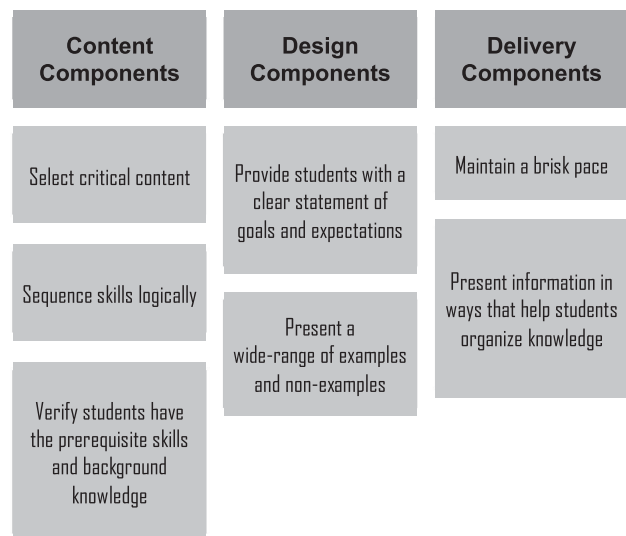 Content
Components
Select critical content
Sequence skills logically
Verify students have
the prerequisite skills
and background
knowledge
Design
Components
Provide students with a
clear statement of
goals and expectations
Present a
wide-range of examples
and non-examples
Delivery
Components
Maintain a brisk pace
Present information in
ways that help students
organize knowledge